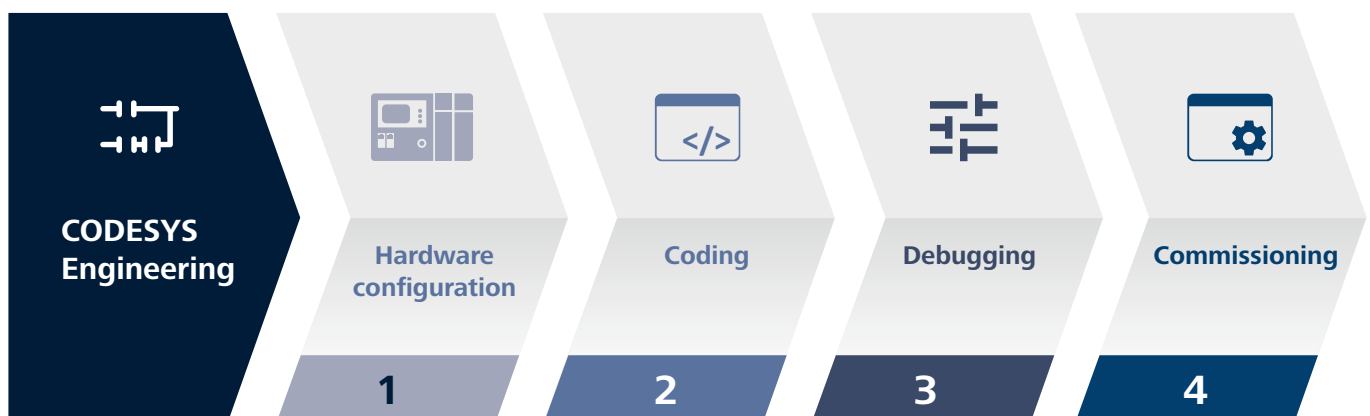 CODESYS
Engineering
Hardware
configuration
1
</>
Coding
2
Debugging
3
Commissioning
4